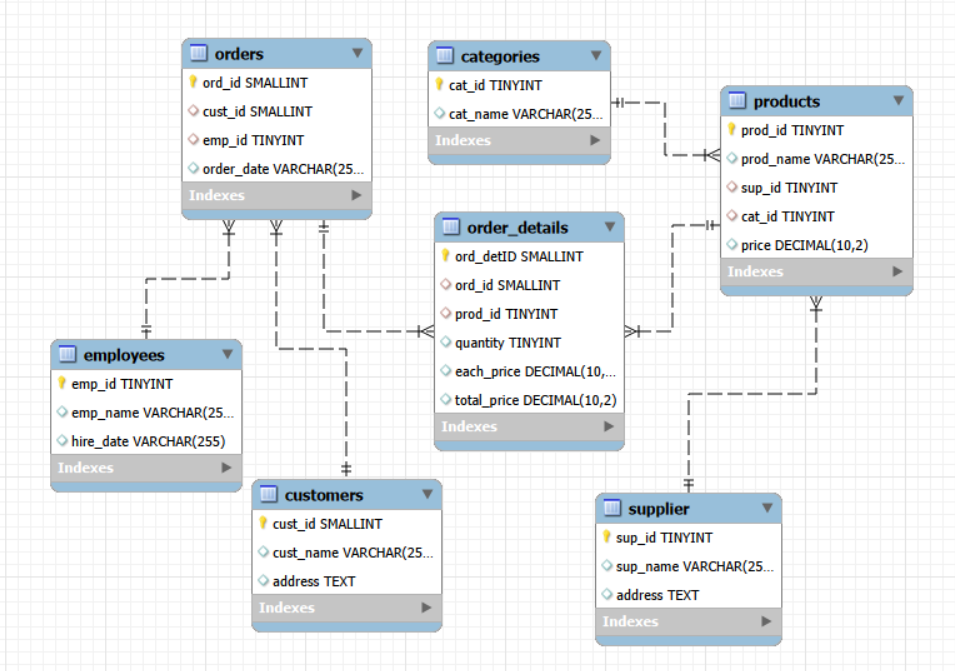 orders
ord_id SMALLINT
cust_id SMALLINT
emp_id TINYINT
order_date VARCHAR(25...
Indexes
categories
cat_id TINYINT
cat_name VARCHAR(25...
Indexes
products
prod_id TINYINT
prod_name VARCHAR(25...
sup_id TINYINT
cat_id TINYINT
price DECIMAL(10,2)
Indexes
order_details
ord_detID SMALLINT
ord_id SMALLINT
prod_id TINYINT
quantity TINYINT
each_price DECIMAL(10,...
total_price DECIMAL(10,2)
Indexes
employees
emp_id TINYINT
emp_name VARCHAR(25...
hire_date VARCHAR(255)
Indexes
customers
cust_id SMALLINT
cust_name VARCHAR(25...
address TEXT
Indexes
supplier
sup_id TINYINT
sup_name VARCHAR(25...
address TEXT
Indexes